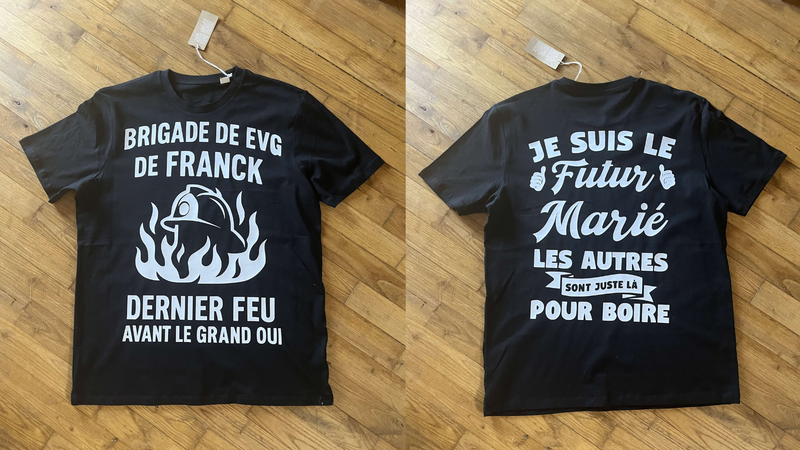 BRIGADE DE EVG
DE FRANCK
DERNIER FEU
AVANT LE GRAND OUI
JE SUIS LE
Futur
Marié
LES AUTRES
SONT JUSTE LÀ
POUR BOIRE